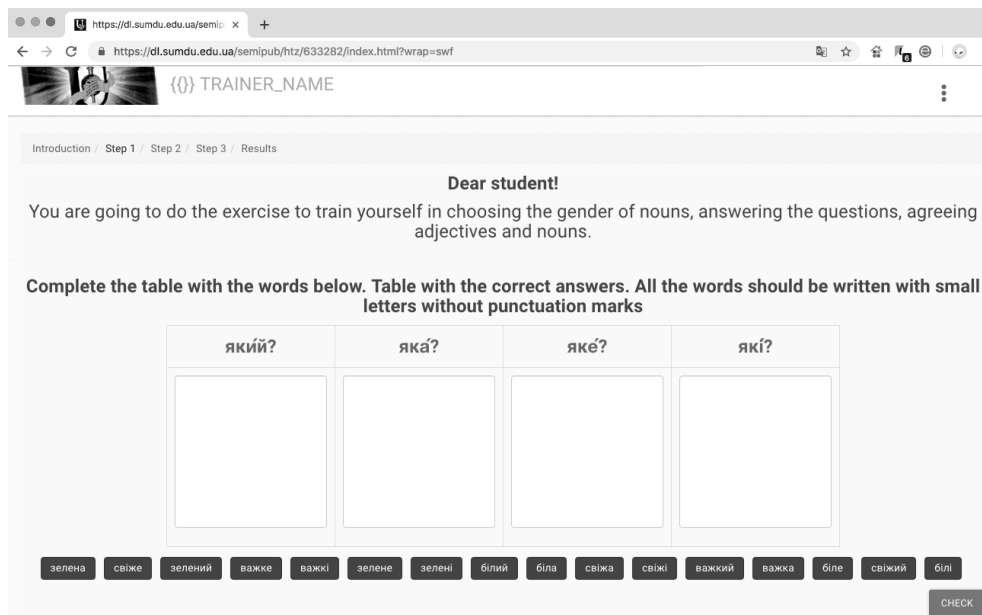 https://dl.sumdu.edu.ua/semip
https://dl.sumdu.edu.ua/semipub/htz/633282/index.html?wrap=swf
6
{{}} TRAINER_NAME
Introduction / Step 1 / Step 2 / Step 3 / Results
Dear student!
You are going to do the exercise to train yourself in choosing the gender of nouns, answering the questions, agreeing
adjectives and nouns.
Complete the table with the words below. Table with the correct answers. All the words should be written with small
letters without punctuation marks
яки́й? яка́? яке́? які́?
зелена свіже зелений важке важкі зелене зелені білий біла свіжа свіжі важкий важка біле свіжий білі
CHECK